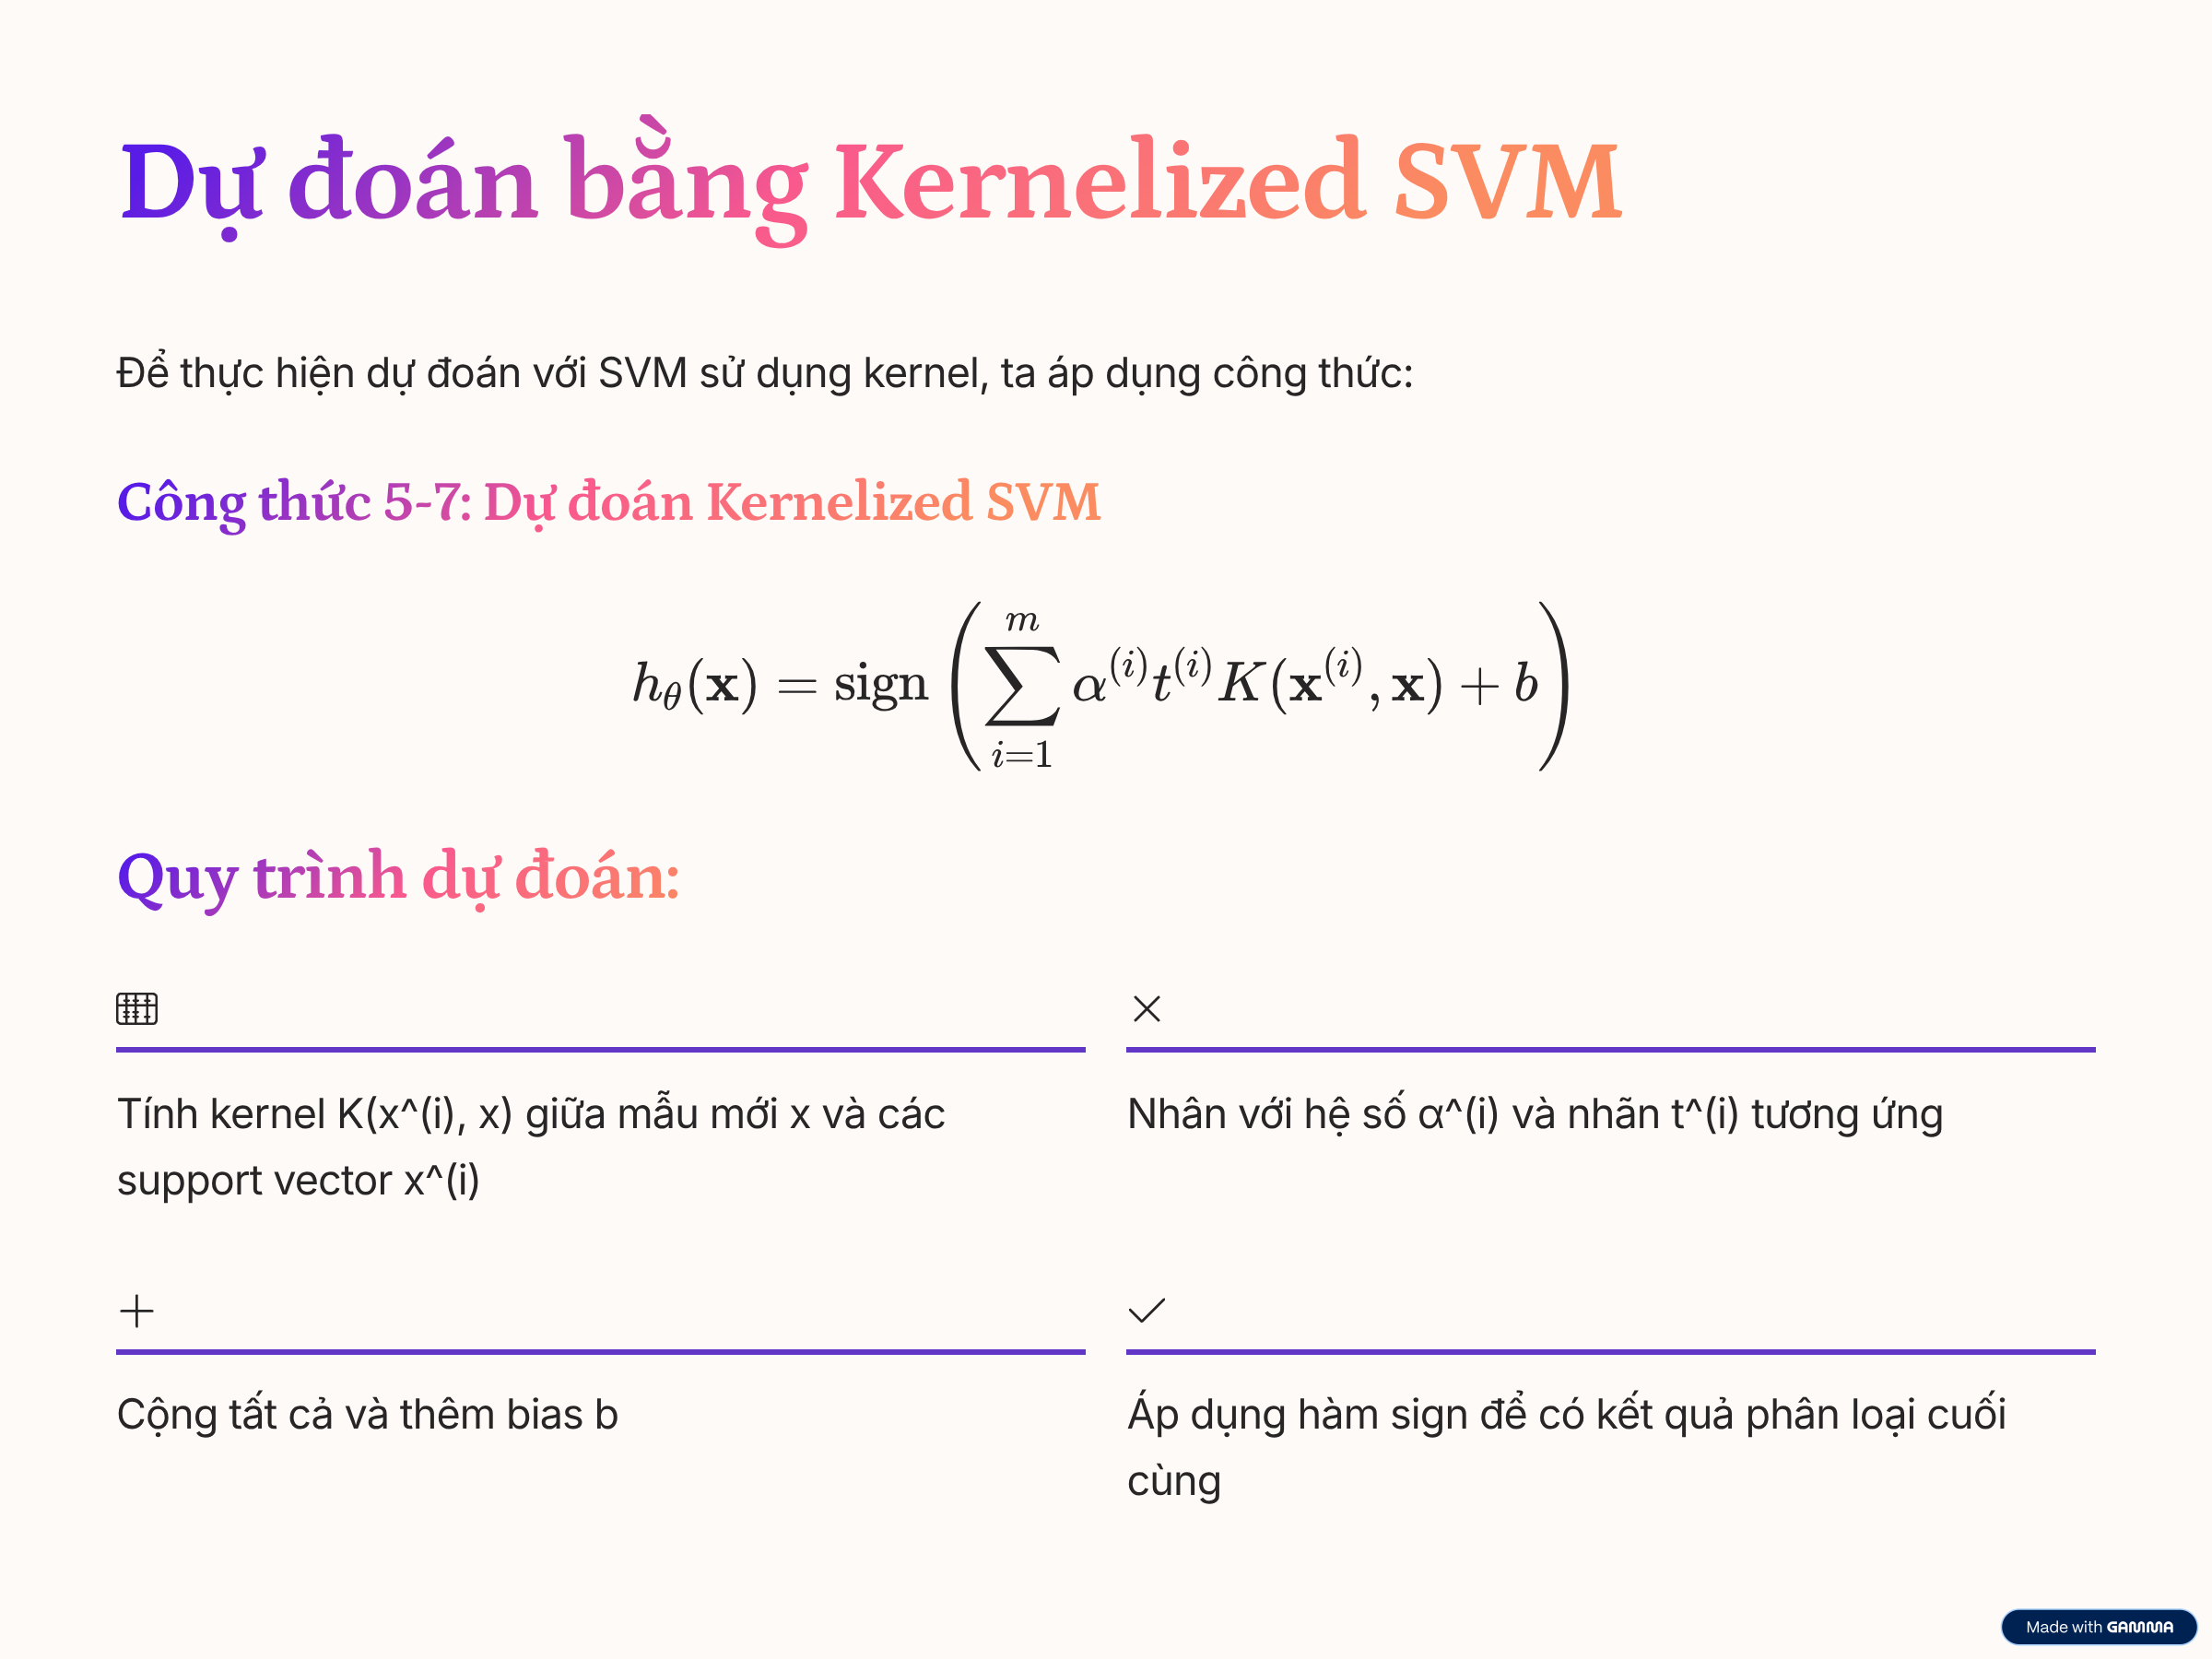 Dự đoán bằng Kernelized SVM
Để thực hiện dự đoán với SVM sử dụng kernel, ta áp dụng công thức:
Công thức 5-7: Dự đoán Kernelized SVM
$h_\theta(\mathbf{x}) = \text{sign}\left(\sum_{i=1}^{m} \alpha^{(i)} t^{(i)} K(\mathbf{x}^{(i)}, \mathbf{x}) + b\right)$
Quy trình dự đoán:
Tính kernel K(x^(i), x) giữa mẫu mới x và các
support vector x^(i)
Nhân với hệ số α^(i) và nhãn t^(i) tương ứng
Cộng tất cả và thêm bias b
Áp dụng hàm sign để có kết quả phân loại cuối
cùng
Made with GAMMA